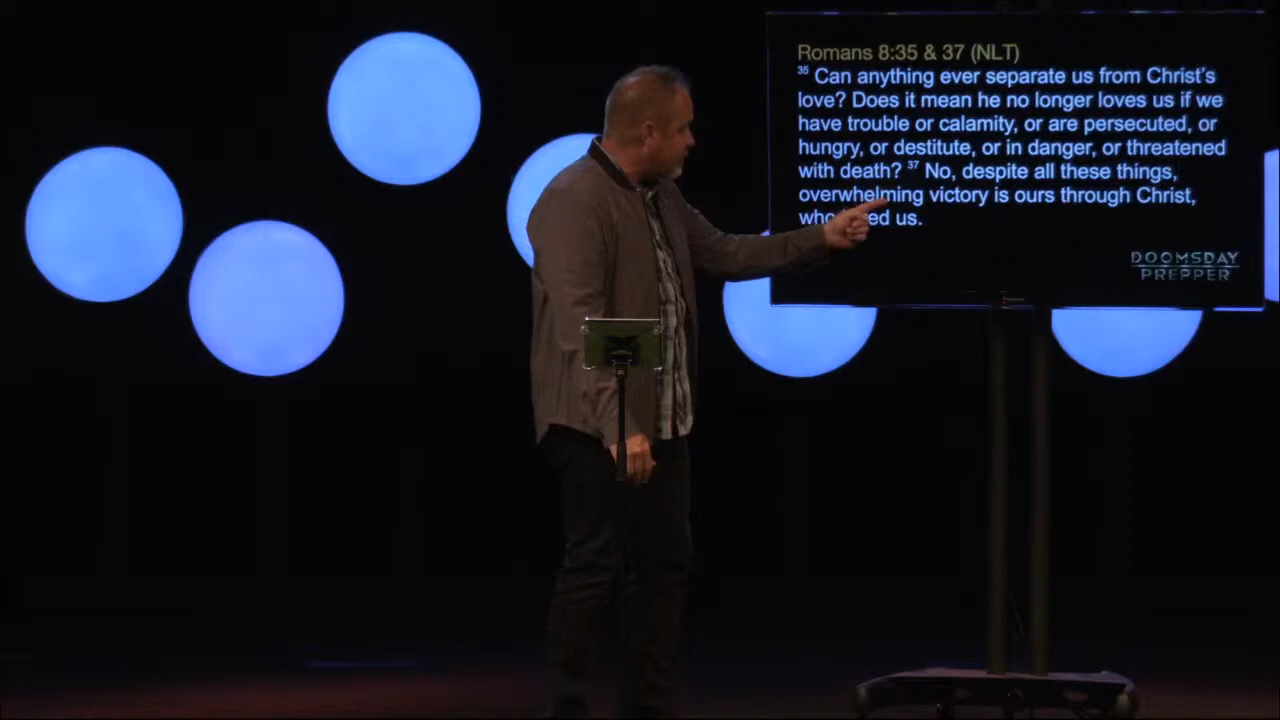 Romans 8:35 & 37 (NLT)
35 Can anything ever separate us from Christ's
love? Does it mean he no longer loves us if we
have trouble or calamity, or are persecuted, or
hungry, or destitute, or in danger, or threatened
with death? 37 No, despite all these things,
overwhelming victory is ours through Christ,
who us.
DOOMSDAY
PREPPER